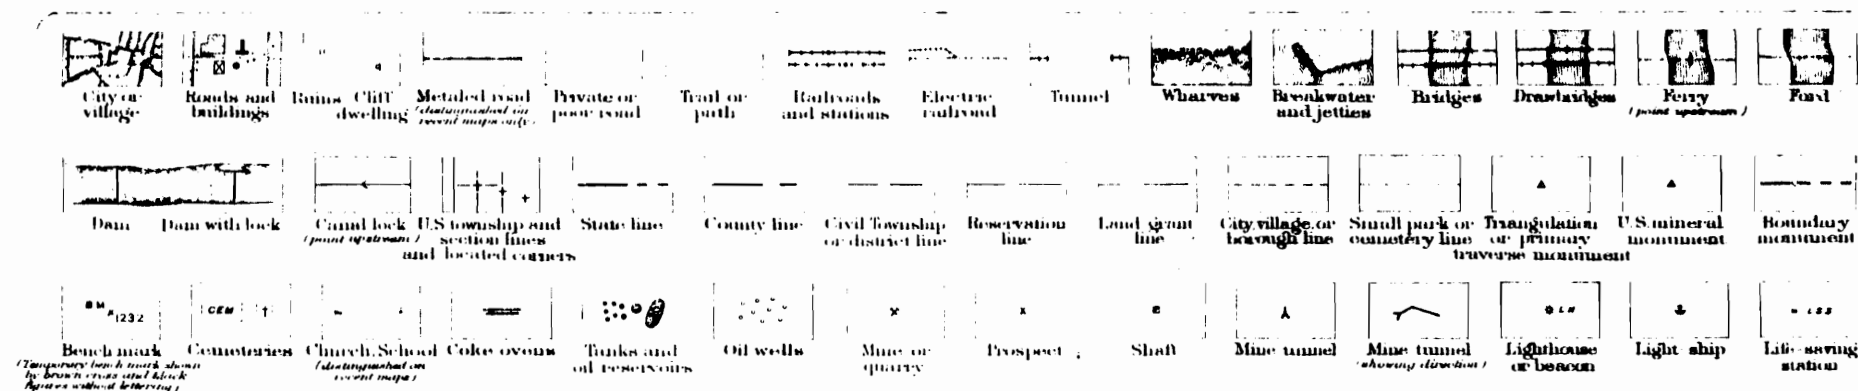 City or
village
Roads and
buildings
Ruins Cliff
dwelling
Metaled road
(distinguished on
recent maps only)
Private or
poor road
Trail or
path
Railroads
and stations
Electric
railroad
Tunnel
Wharves
Breakwater
and jetties
Bridges
Drawbridges
Ferry
(point upstream)
Ford
Dam
Dam with lock
Canal lock
(point upstream)
U.S. township and
section lines
and located corners
State line
County line
Civil Township
or district line
Reservation
line
Land grant
line
City, village, or
borough line
Small park or
cemetery line
Triangulation
or primary
traverse monument
U.S. mineral
monument
Boundary
monument
BM
x1232
Bench mark
(Temporary bench mark shown
by brown cross and black
figures without lettering)
CEM
Cemeteries
Church, School
(distinguished on
recent maps)
Coke ovens
Tanks and
oil reservoirs
Oil wells
Mine or
quarry
Prospect
Shaft
Mine tunnel
Mine tunnel
(showing direction)
LH
Lighthouse
or beacon
Light ship
LSS
Life-saving
station